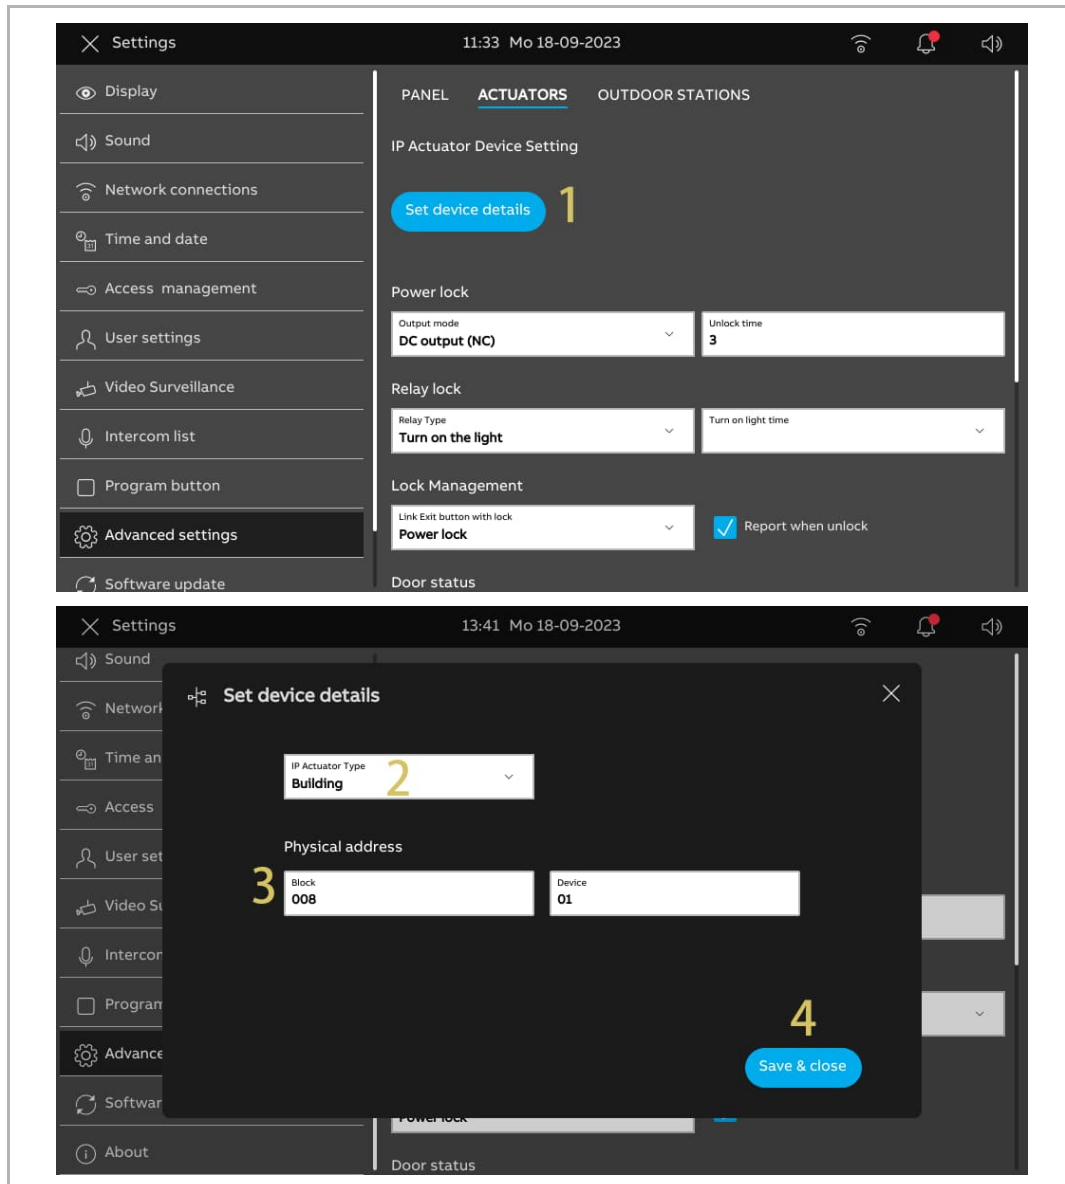 Settings
11:33 Mo 18-09-2023
Display
Sound
Network connections
Time and date
Access management
User settings
Video Surveillance
Intercom list
Program button
Advanced settings
Software update
PANEL ACTUATORS OUTDOOR STATIONS
IP Actuator Device Setting
Set device details 1
Power lock
Output mode
DC output (NC)
Unlock time
3
Relay lock
Relay Type
Turn on the light
Turn on light time
Lock Management
Link Exit button with lock
Power lock
Report when unlock
Door status
Settings
13:41 Mo 18-09-2023
Sound
Network
Time an
Access
User set
Video Su
Intercon
Program
Advance
Softwar
About
Set device details
IP Actuator Type
Building
2
Physical address
3
Block
008
Device
01
4
Save & close
Power lock
Door status